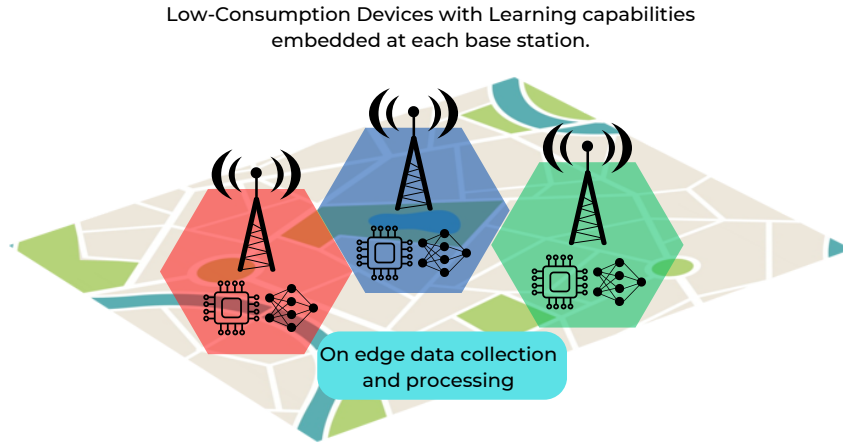 Low-Consumption Devices with Learning capabilities
embedded at each base station.
On edge data collection
and processing